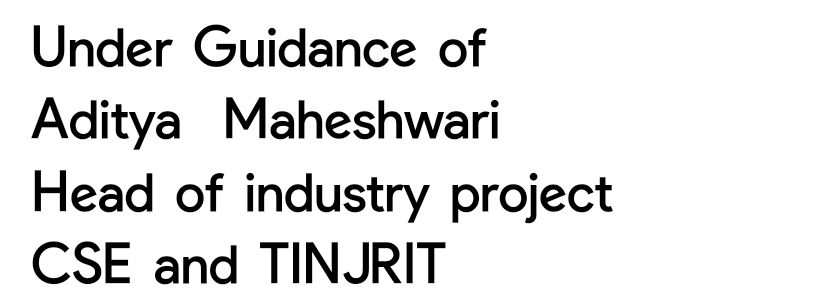 Under Guidance of
Aditya Maheshwari
Head of industry project
CSE and TINJRIT